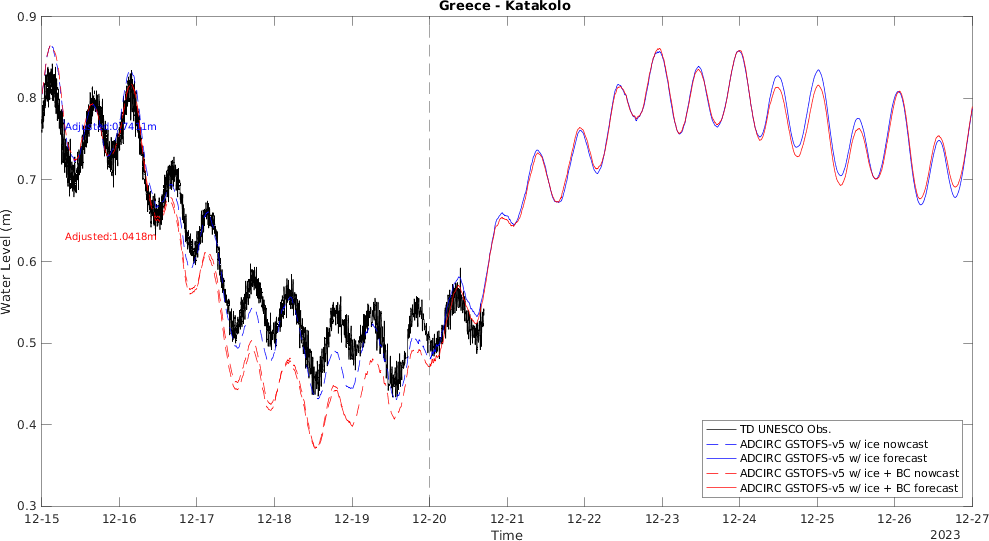 Greece - Katakolo
0.9
0.8
0.7
0.6
0.5
0.4
0.3
Water Level (m)
Adjusted:1.0418m
TD UNESCO Obs.
ADCIRC GSTOFS-v5 w/ ice nowcast
ADCIRC GSTOFS-v5 w/ ice forecast
ADCIRC GSTOFS-v5 w/ ice + BC nowcast
ADCIRC GSTOFS-v5 w/ ice + BC forecast
12-15 12-16 12-17 12-18 12-19 12-20 12-21 12-22 12-23 12-24 12-25 12-26 12-27
Time
2023